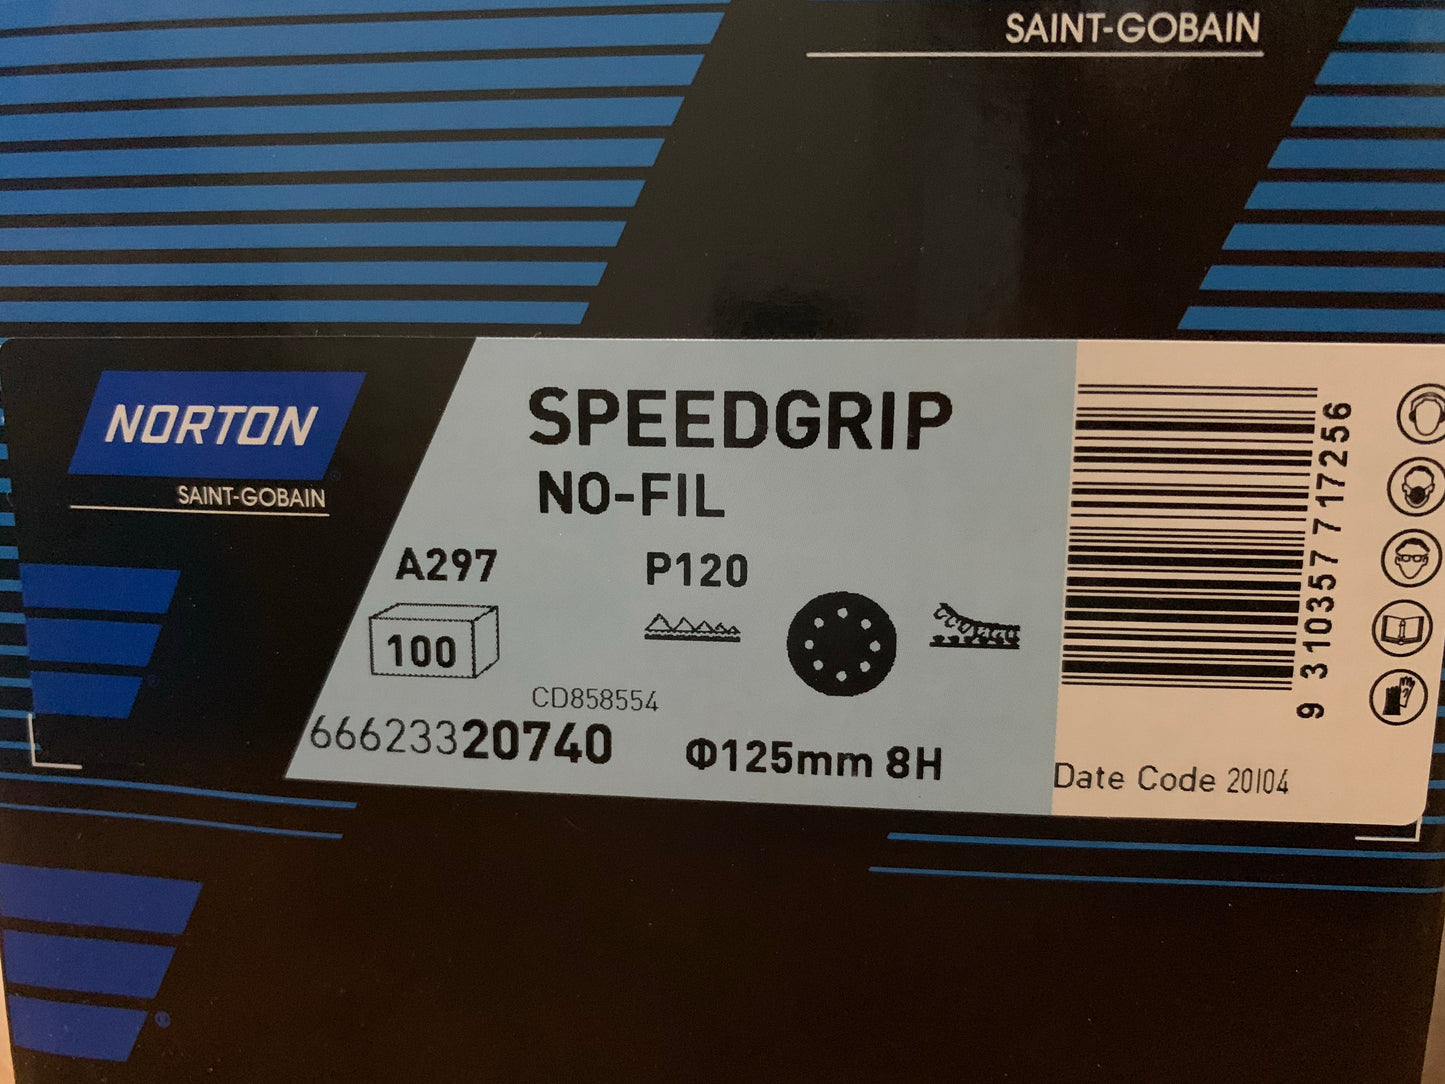 SAINT-GOBAIN
NORTON
SAINT-GOBAIN
SPEEDGRIP
NO-FIL
A297
P120
100
CD858554
66623320740
Φ125mm 8H
9 310357 717256
Date Code 20104